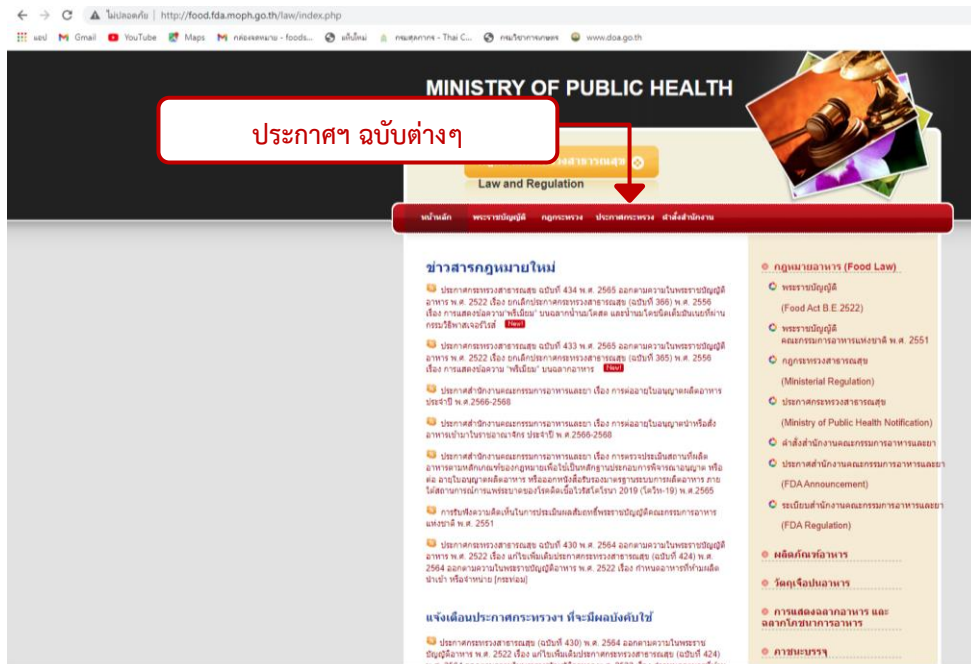 ไม่ปลอดภัย | http://food.fda.moph.go.th/law/index.php
แอป Gmail YouTube Maps กล่องจดหมาย - foods... แท็บใหม่ กรมศุลกากร - Thai C... กรมวิชาการเกษตร www.doa.go.th
MINISTRY OF PUBLIC HEALTH
ประกาศฯ ฉบับต่างๆ
วงสาธารณสุข
Law and Regulation
หน้าหลัก พระราชบัญญัติ กฎกระทรวง ประกาศกระทรวง คำสั่งสำนักงาน
ข่าวสารกฎหมายใหม่
ประกาศกระทรวงสาธารณสุข ฉบับที่ 434 พ.ศ. 2565 ออกตามความในพระราชบัญญัติ
อาหาร พ.ศ. 2522 เรื่อง ยกเลิกประกาศกระทรวงสาธารณสุข (ฉบับที่ 366) พ.ศ. 2556
เรื่อง การแสดงข้อความ"พรีเมียม" บนฉลากน้ำนมโคสด และน้ำนมโคชนิดเต็มมันเนยที่ผ่าน
กรรมวิธีพาสเจอร์ไรส์ New!
ประกาศกระทรวงสาธารณสุข ฉบับที่ 433 พ.ศ. 2565 ออกตามความในพระราชบัญญัติ
อาหาร พ.ศ. 2522 เรื่อง ยกเลิกประกาศกระทรวงสาธารณสุข (ฉบับที่ 365) พ.ศ. 2556
เรื่อง การแสดงข้อความ "พรีเมียม" บนฉลากอาหาร New!
ประกาศสำนักงานคณะกรรมการอาหารและยา เรื่อง การต่ออายุใบอนุญาตผลิตอาหาร
ประจำปี พ.ศ.2566-2568
ประกาศสำนักงานคณะกรรมการอาหารและยา เรื่อง การต่ออายุใบอนุญาตนำหรือสั่ง
อาหารเข้ามาในราชอาณาจักร ประจำปี พ.ศ.2566-2568
ประกาศสำนักงานคณะกรรมการอาหารและยา เรื่อง การตรวจประเมินสถานที่ผลิต
อาหารตามหลักเกณฑ์ของกฎหมายเพื่อใช้เป็นหลักฐานประกอบการพิจารณาอนุญาต หรือ
ต่อ อายุใบอนุญาตผลิตอาหาร หรือออกหนังสือรับรองมาตรฐานระบบการผลิตอาหาร ภาย
ใต้สถานการณ์การแพร่ระบาดของโรคติดเชื้อไวรัสโคโรนา 2019 (โควิท-19) พ.ศ.2565
การรับฟังความคิดเห็นในการประเมินผลสัมฤทธิ์พระราชบัญญัติคณะกรรมการอาหาร
แห่งชาติ พ.ศ. 2551
ประกาศกระทรวงสาธารณสุข ฉบับที่ 430 พ.ศ. 2564 ออกตามความในพระราชบัญญัติ
อาหาร พ.ศ. 2522 เรื่อง แก้ไขเพิ่มเติมประกาศกระทรวงสาธารณสุข (ฉบับที่ 424) พ.ศ.
2564 ออกตามความในพระราชบัญญัติอาหาร พ.ศ. 2522 เรื่อง กำหนดอาหารที่ห้ามผลิต
นำเข้า หรือจำหน่าย [กระท่อม]
แจ้งเตือนประกาศกระทรวงฯ ที่จะมีผลบังคับใช้
ประกาศกระทรวงสาธารณสุข (ฉบับที่ 430) พ.ศ. 2564 ออกตามความในพระราช
บัญญัติอาหาร พ.ศ. 2522 เรื่อง แก้ไขเพิ่มเติมประกาศกระทรวงสาธารณสุข (ฉบับที่ 424)
กฎหมายอาหาร (Food Law)
พระราชบัญญัติ
(Food Act B.E.2522)
พระราชบัญญัติ
คณะกรรมการอาหารแห่งชาติ พ.ศ. 2551
กฎกระทรวงสาธารณสุข
(Ministerial Regulation)
ประกาศกระทรวงสาธารณสุข
(Ministry of Public Health Notification)
คำสั่งสำนักงานคณะกรรมการอาหารและยา
ประกาศสำนักงานคณะกรรมการอาหารและยา
(FDA Announcement)
ระเบียบสำนักงานคณะกรรมการอาหารและยา
(FDA Regulation)
ผลิตภัณฑ์อาหาร
วัตถุเจือปนอาหาร
การแสดงฉลากอาหาร และ
ฉลากโภชนาการอาหาร
ภาชนะบรรจุ